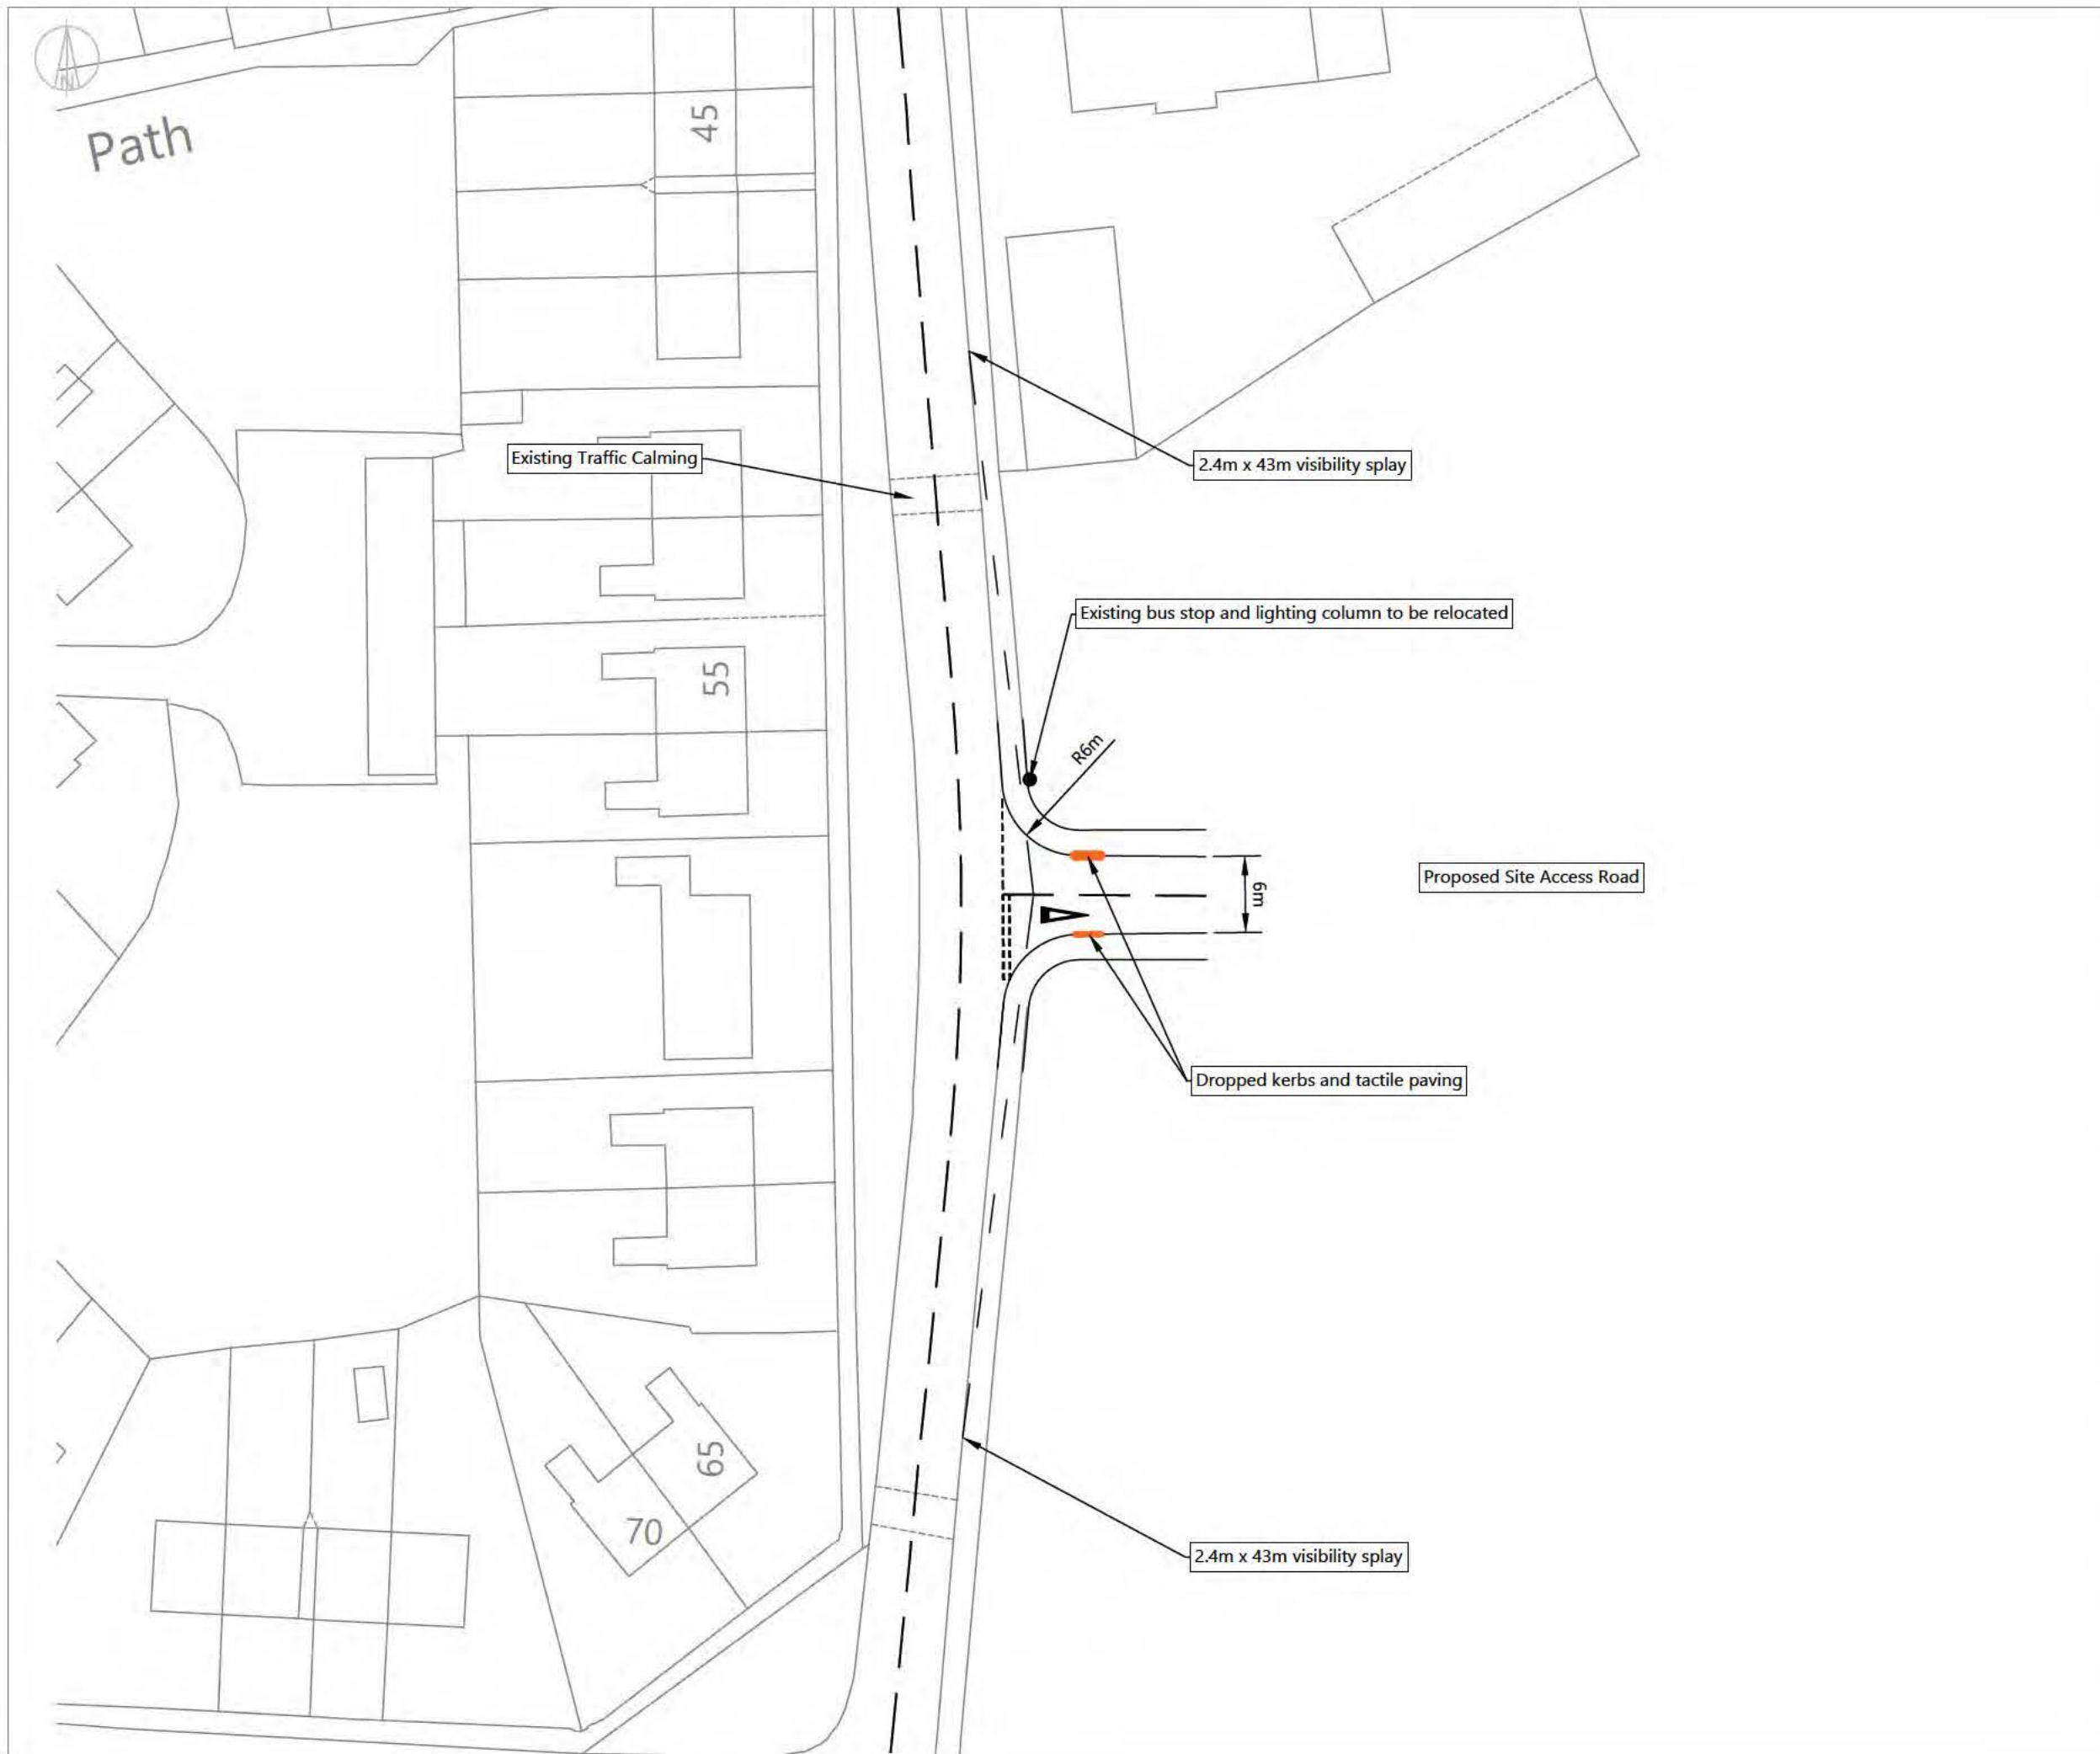 N
Path
45
Existing Traffic Calming
2.4m x 43m visibility splay
Existing bus stop and lighting column to be relocated
55
R6m
6m
Proposed Site Access Road
Dropped kerbs and tactile paving
65
70
2.4m x 43m visibility splay